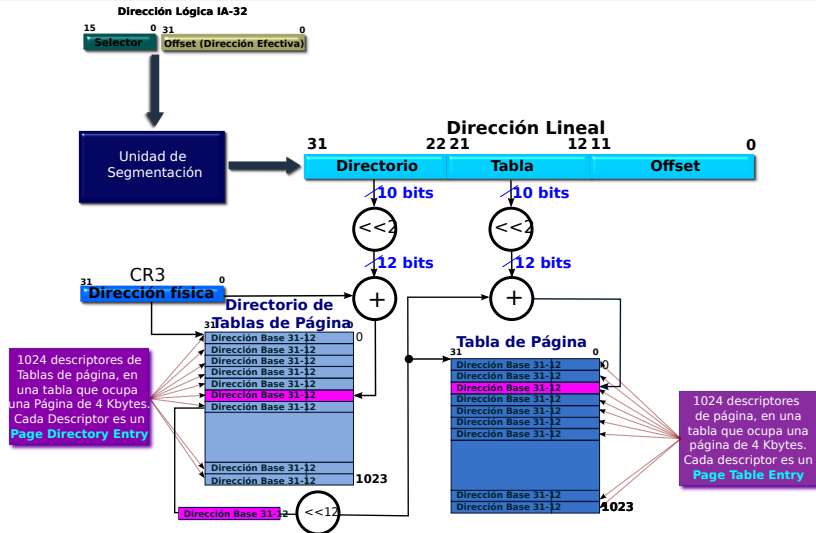 Dirección Lógica IA-32
15 0 31 0
Selector Offset (Dirección Efectiva)
Unidad de
Segmentación
Dirección Lineal
31 22 21 12 11 0
Directorio Tabla Offset
10 bits 10 bits
<<2 <<2
12 bits 12 bits
CR3
31 0
Dirección física
+ +
Directorio de
Tablas de Página
31 0
Dirección Base 31-12 0
Dirección Base 31-12
Dirección Base 31-12
Dirección Base 31-12
Dirección Base 31-12
Dirección Base 31-12
Dirección Base 31-12
Dirección Base 31-12
Dirección Base 31-12 1023
1024 descriptores de
Tablas de página, en
una tabla que ocupa
una Página de 4 Kbytes.
Cada Descriptor es un
Page Directory Entry
Dirección Base 31-12 <<12
Tabla de Página
31 0
Dirección Base 31-12 0
Dirección Base 31-12
Dirección Base 31-12
Dirección Base 31-12
Dirección Base 31-12
Dirección Base 31-12
Dirección Base 31-12
Dirección Base 31-12
Dirección Base 31-12 1023
1024 descriptores
de página, en una
tabla que ocupa una
página de 4 Kbytes.
Cada descriptor es un
Page Table Entry